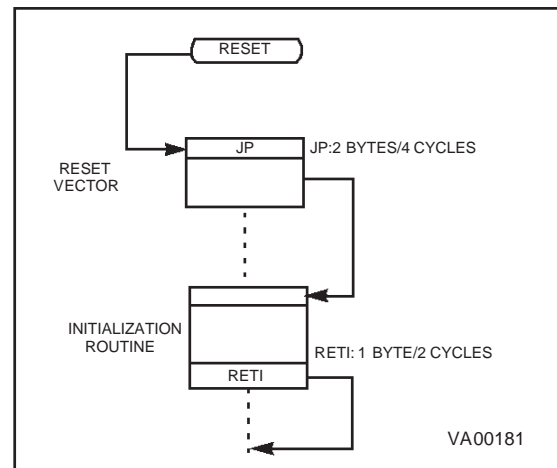 RESET
JP
JP:2 BYTES/4 CYCLES
RESET
VECTOR
INITIALIZATION
ROUTINE
RETI: 1 BYTE/2 CYCLES
RETI
VA00181